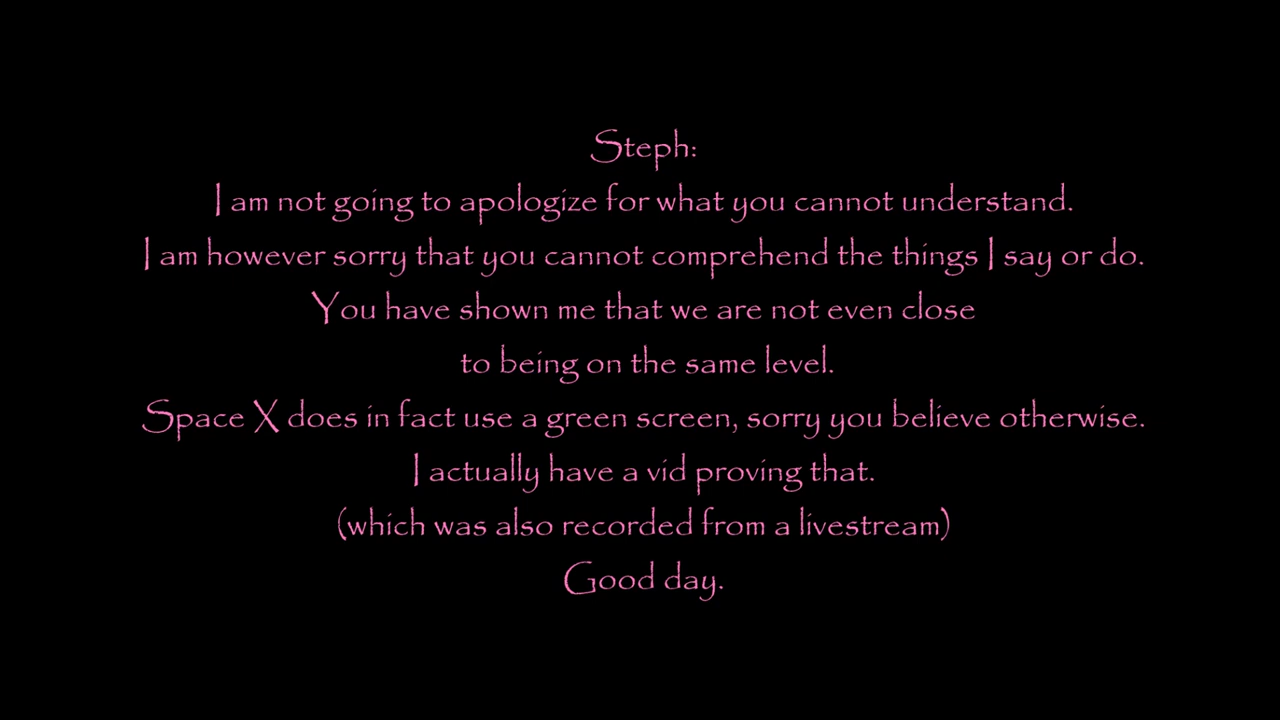 Steph:
I am not going to apologize for what you cannot understand.
I am however sorry that you cannot comprehend the things I say or do.
You have shown me that we are not even close
to being on the same level.
Space X does in fact use a green screen, sorry you believe otherwise.
I actually have a vid proving that.
(which was also recorded from a livestream)
Good day.